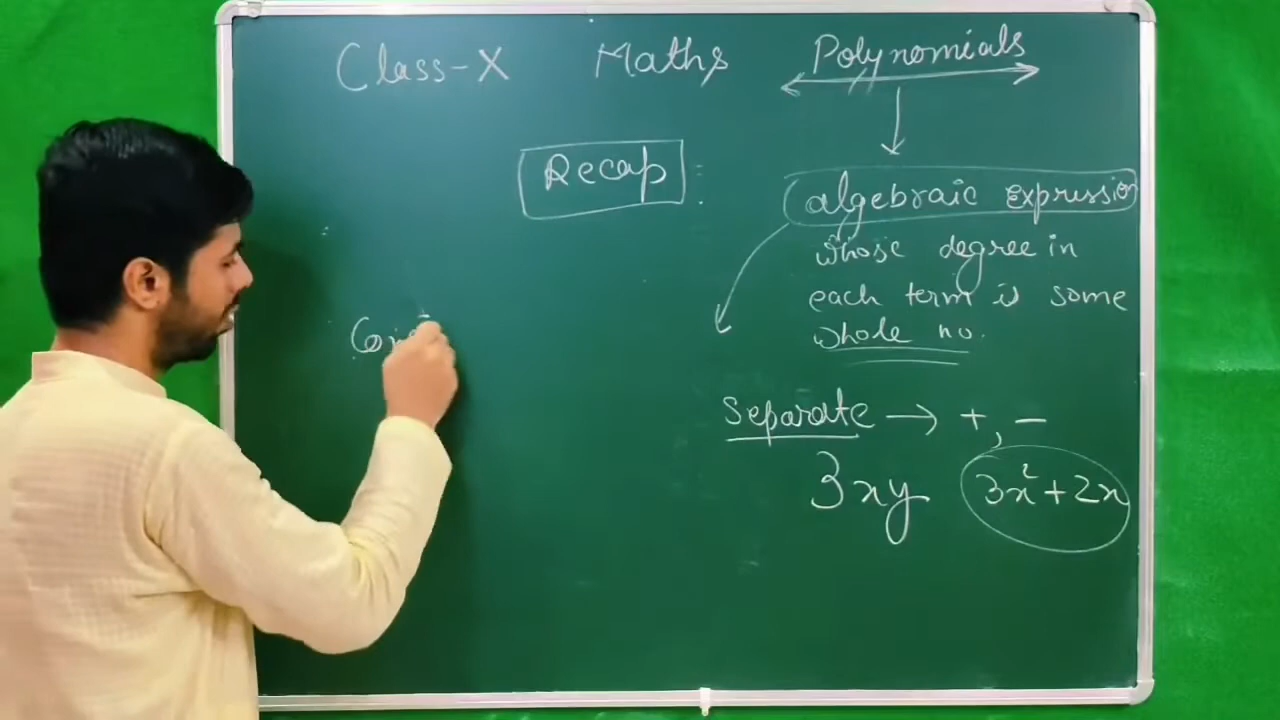 Class-X Maths Polynomials
Recap
algebraic expression
whose degree in
each term is some
whole no.
Separate → +, -
3xy 3x²+2x